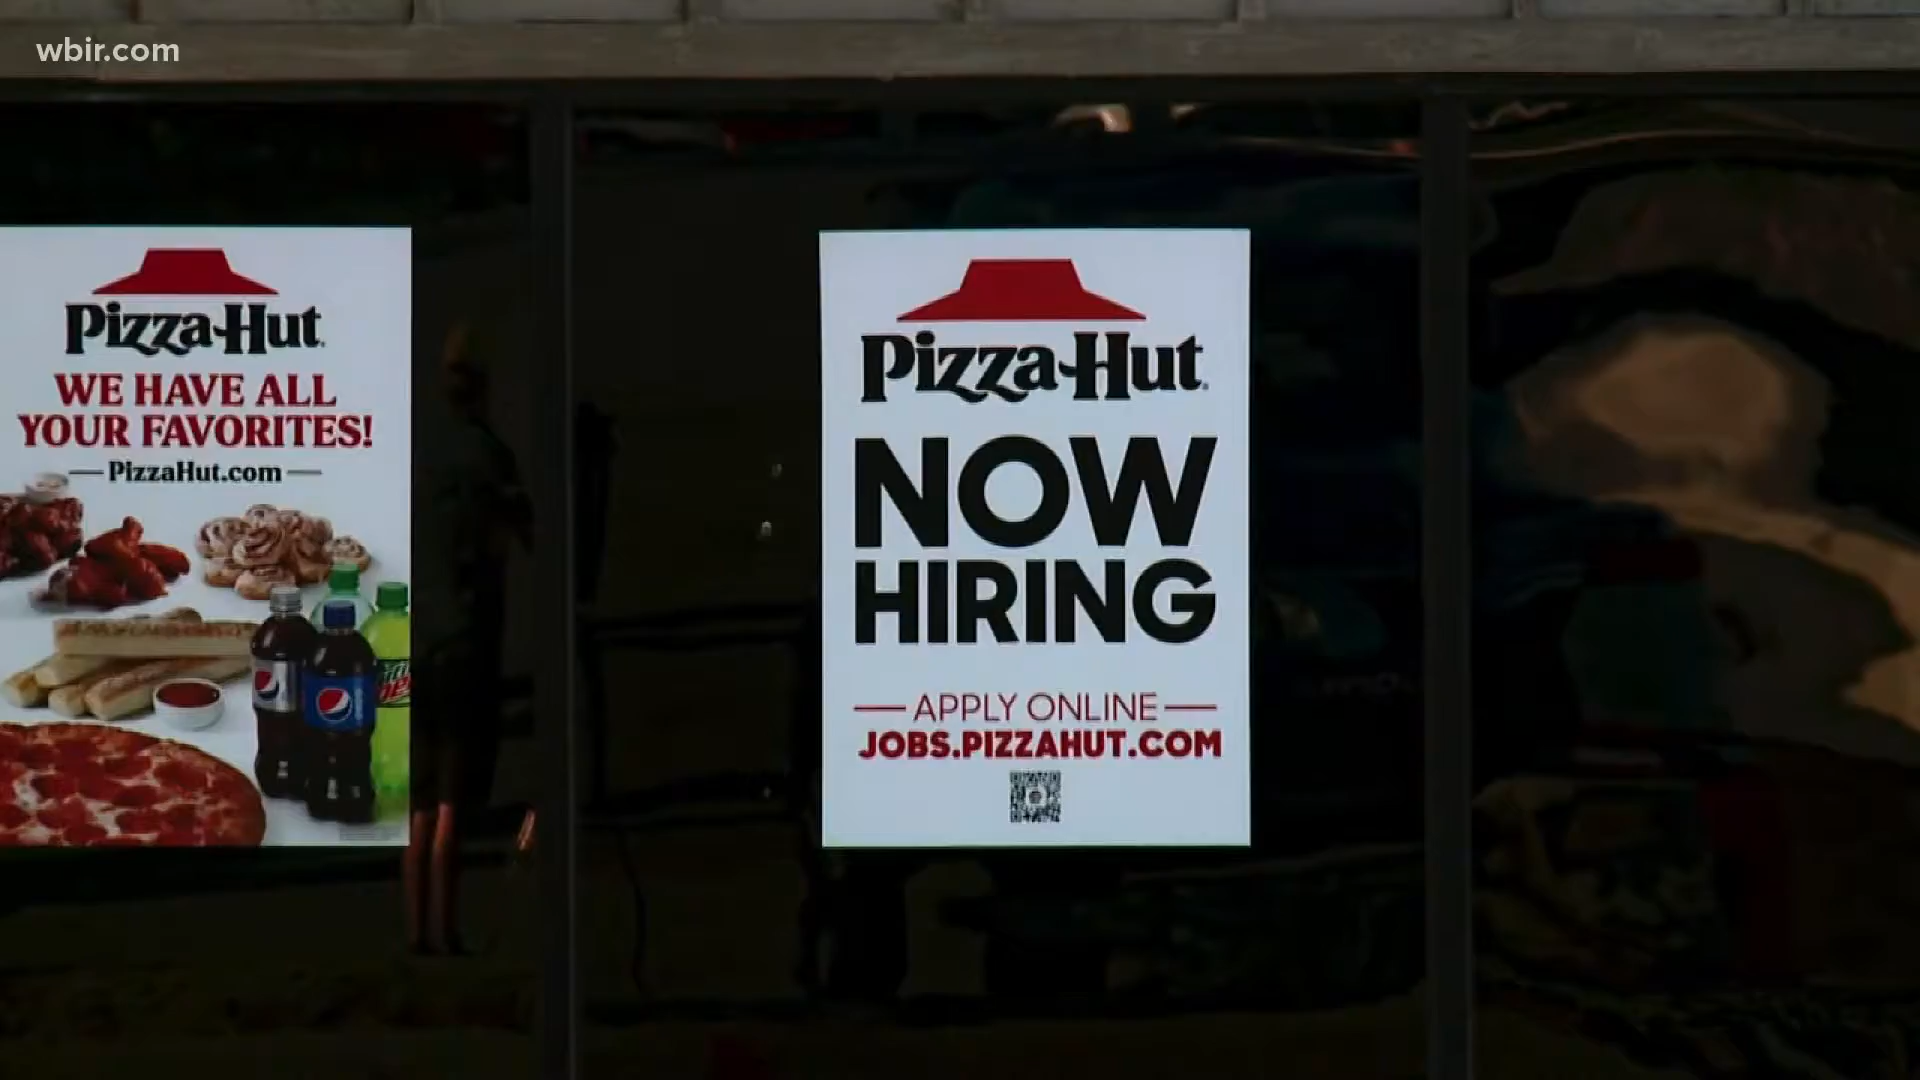 wbir.com
Pizza Hut
WE HAVE ALL
YOUR FAVORITES!
PizzaHut.com
Pizza Hut
NOW
HIRING
APPLY ONLINE
JOBS.PIZZAHUT.COM